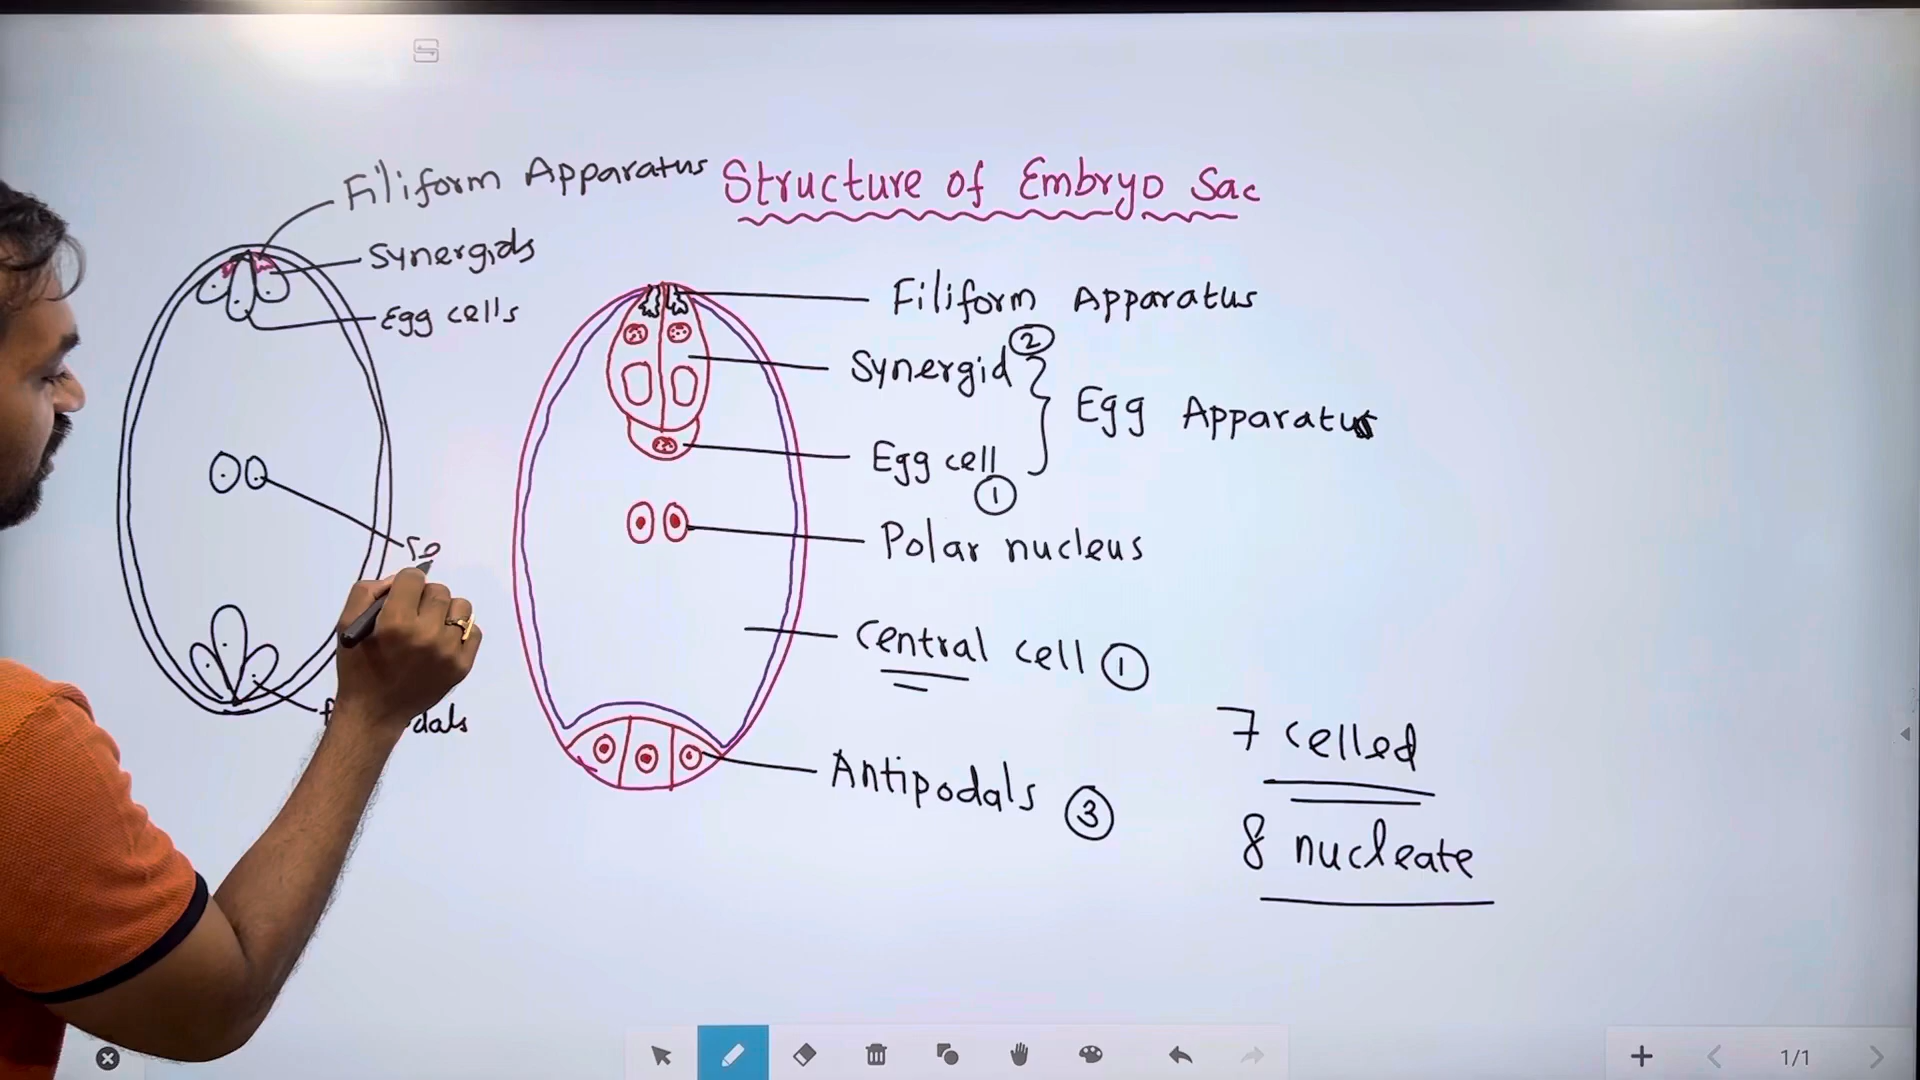 Structure of Embryo Sac
Filiform Apparatus
Synergids
Egg cells
Filiform Apparatus
Synergid ②
Egg cell ①
Egg Apparatus
Polar nucleus
Central cell ①
Antipodals ③
7 celled
8 nucleate
1/1